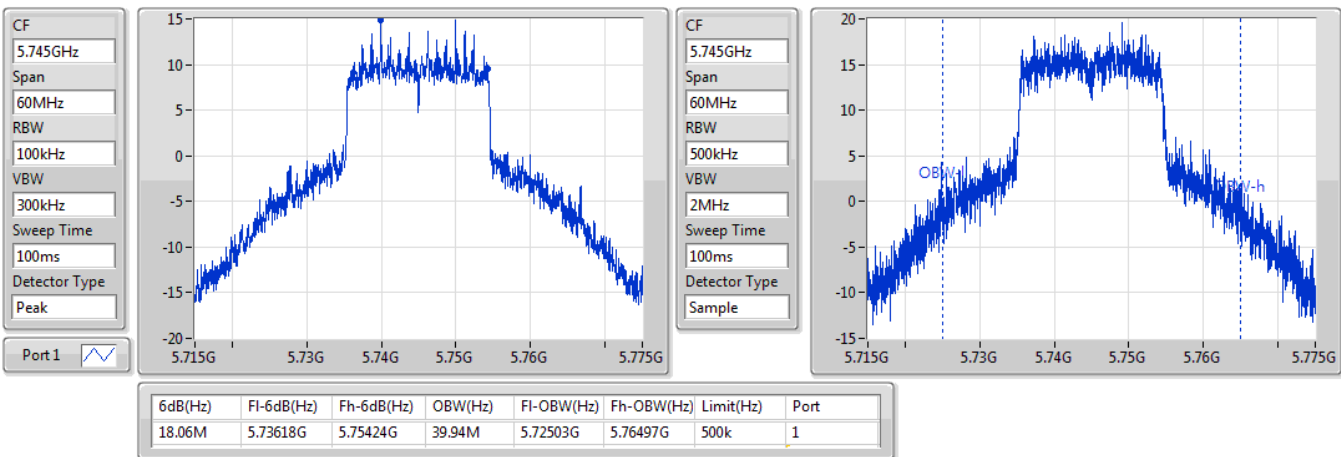 CF
5.745GHz
Span
60MHz
RBW
100kHz
VBW
300kHz
Sweep Time
100ms
Detector Type
Peak
Port 1
15
10
5
0
-5
-10
-15
-20
5.715G 5.73G 5.74G 5.75G 5.76G 5.775G
CF
5.745GHz
Span
60MHz
RBW
500kHz
VBW
2MHz
Sweep Time
100ms
Detector Type
Sample
20
15
10
5
0
-5
-10
-15
5.715G 5.73G 5.74G 5.75G 5.76G 5.775G
6dB(Hz) Fl-6dB(Hz) Fh-6dB(Hz) OBW(Hz) Fl-OBW(Hz) Fh-OBW(Hz) Limit(Hz) Port
18.06M 5.73618G 5.75424G 39.94M 5.72503G 5.76497G 500k 1